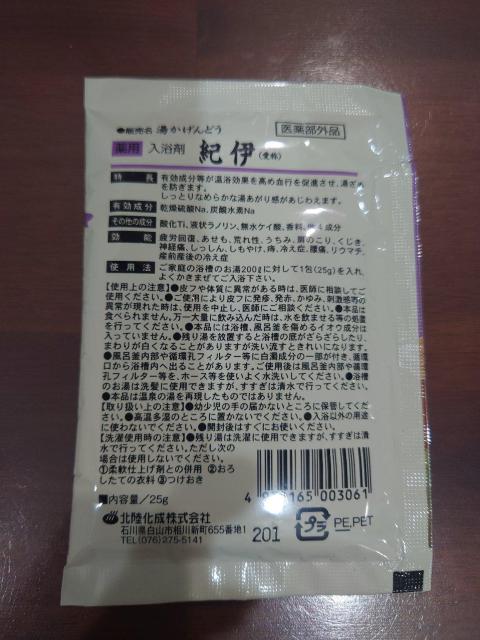 ●販売名 湯かげんどう
医薬部外品
薬用 入浴剤 紀伊(愛称)
特長 有効成分等が温浴効果を高め血行を促進させ、湯ざめ
を防ぎます。
しっとりなめらかな湯あがり感があじわえます。
有効成分 乾燥硫酸Na、炭酸水素Na
その他の成分 酸化Ti、液状ラノリン、無水ケイ酸、香料、他4成分
効能 疲労回復、あせも、荒れ性、うちみ、肩のこり、くじき、
神経痛、しっしん、しもやけ、痔、冷え症、腰痛、リウマチ、
産前産後の冷え症
使用法 ご家庭の浴槽のお湯200ℓに対して1包(25g)を入れ、
よくかきまぜてご入浴下さい。
【使用上の注意】●皮フや体質に異常がある時は、医師に相談してご
使用ください。●ご使用により皮フに発疹、発赤、かゆみ、刺激感等の
異常が現れた時は、使用を中止し、医師にご相談ください。●本品は
食べられません。万一大量に飲み込んだ時は、水を飲ませる等の処置
を行ってください。●本品には浴槽、風呂釜を傷めるイオウ成分は
入っていません。●残り湯を放置すると浴槽の底がざらざらしたり、
まわりが白くなることがありますが洗い流すときれいになります。
●風呂釜内部や循環孔フィルター等に白濁成分の一部が付き、循環
口から浴槽内へ出ることがあります。ご使用後は風呂釜内部や循環
孔フィルター等を、ホース等を使いよく水洗いしてください。●浴槽
のお湯は洗髪に使用できますが、すすぎは清水で行ってください。
●本品は温泉の湯を再現したものではありません。
【取り扱い上の注意】●幼少児の手の届かないところに保管してくだ
さい。●高温多湿のところに置かないでください。●入浴以外の用途
に使わないでください。●開封後はすぐにお使いください。
【洗濯使用時の注意】●残り湯は洗濯に使用できますが、すすぎは清
水で行ってください。ただし次の
場合は使用しないでください。
①柔軟仕上げ剤との併用 ②おろ
したての衣料 ③つけおき
■内容量/25g
165 003061
北陸化成株式会社
石川県白山市相川新町655番地1
TEL(076)275-5141
201
プラ PE,PET